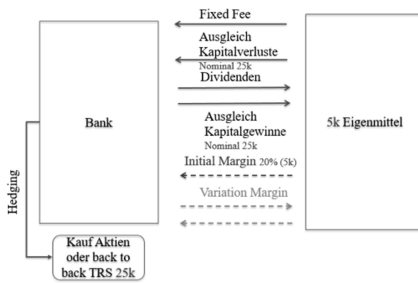 Fixed Fee
Ausgleich
Kapitalverluste
Nominal 25k
Dividenden
Bank
5k Eigenmittel
Ausgleich
Kapitalgewinne
Nominal 25k
Initial Margin 20% (5k)
Variation Margin
Hedging
Kauf Aktien
oder back to
back TRS 25k